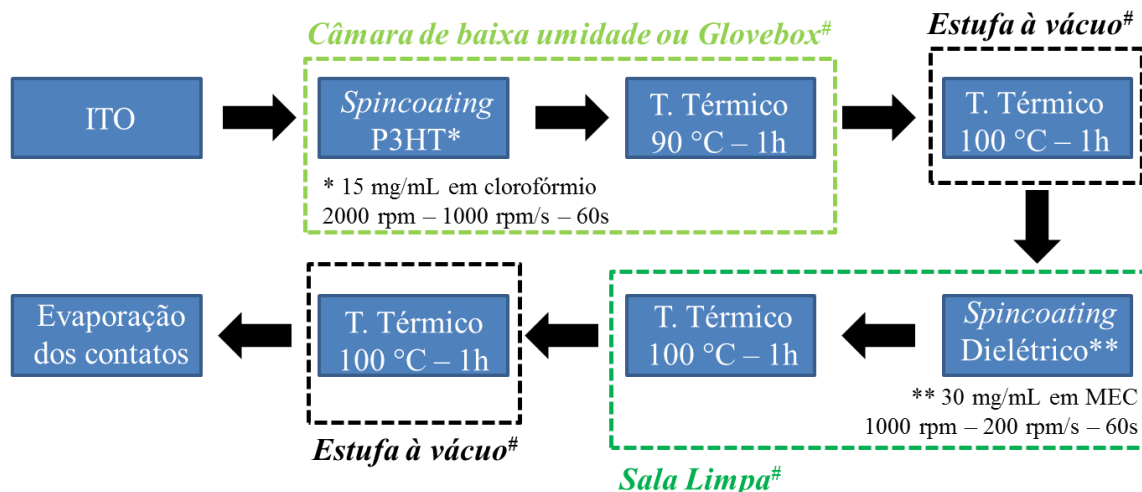 Câmara de baixa umidade ou Glovebox#
Estufa à vácuo#
ITO
Spincoating
P3HT*
T. Térmico
90 °C – 1h
T. Térmico
100 °C – 1h
* 15 mg/mL em clorofórmio
2000 rpm – 1000 rpm/s – 60s
Spincoating
Dielétrico**
T. Térmico
100 °C – 1h
T. Térmico
100 °C – 1h
Evaporação
dos contatos
** 30 mg/mL em MEC
1000 rpm – 200 rpm/s – 60s
Estufa à vácuo#
Sala Limpa#